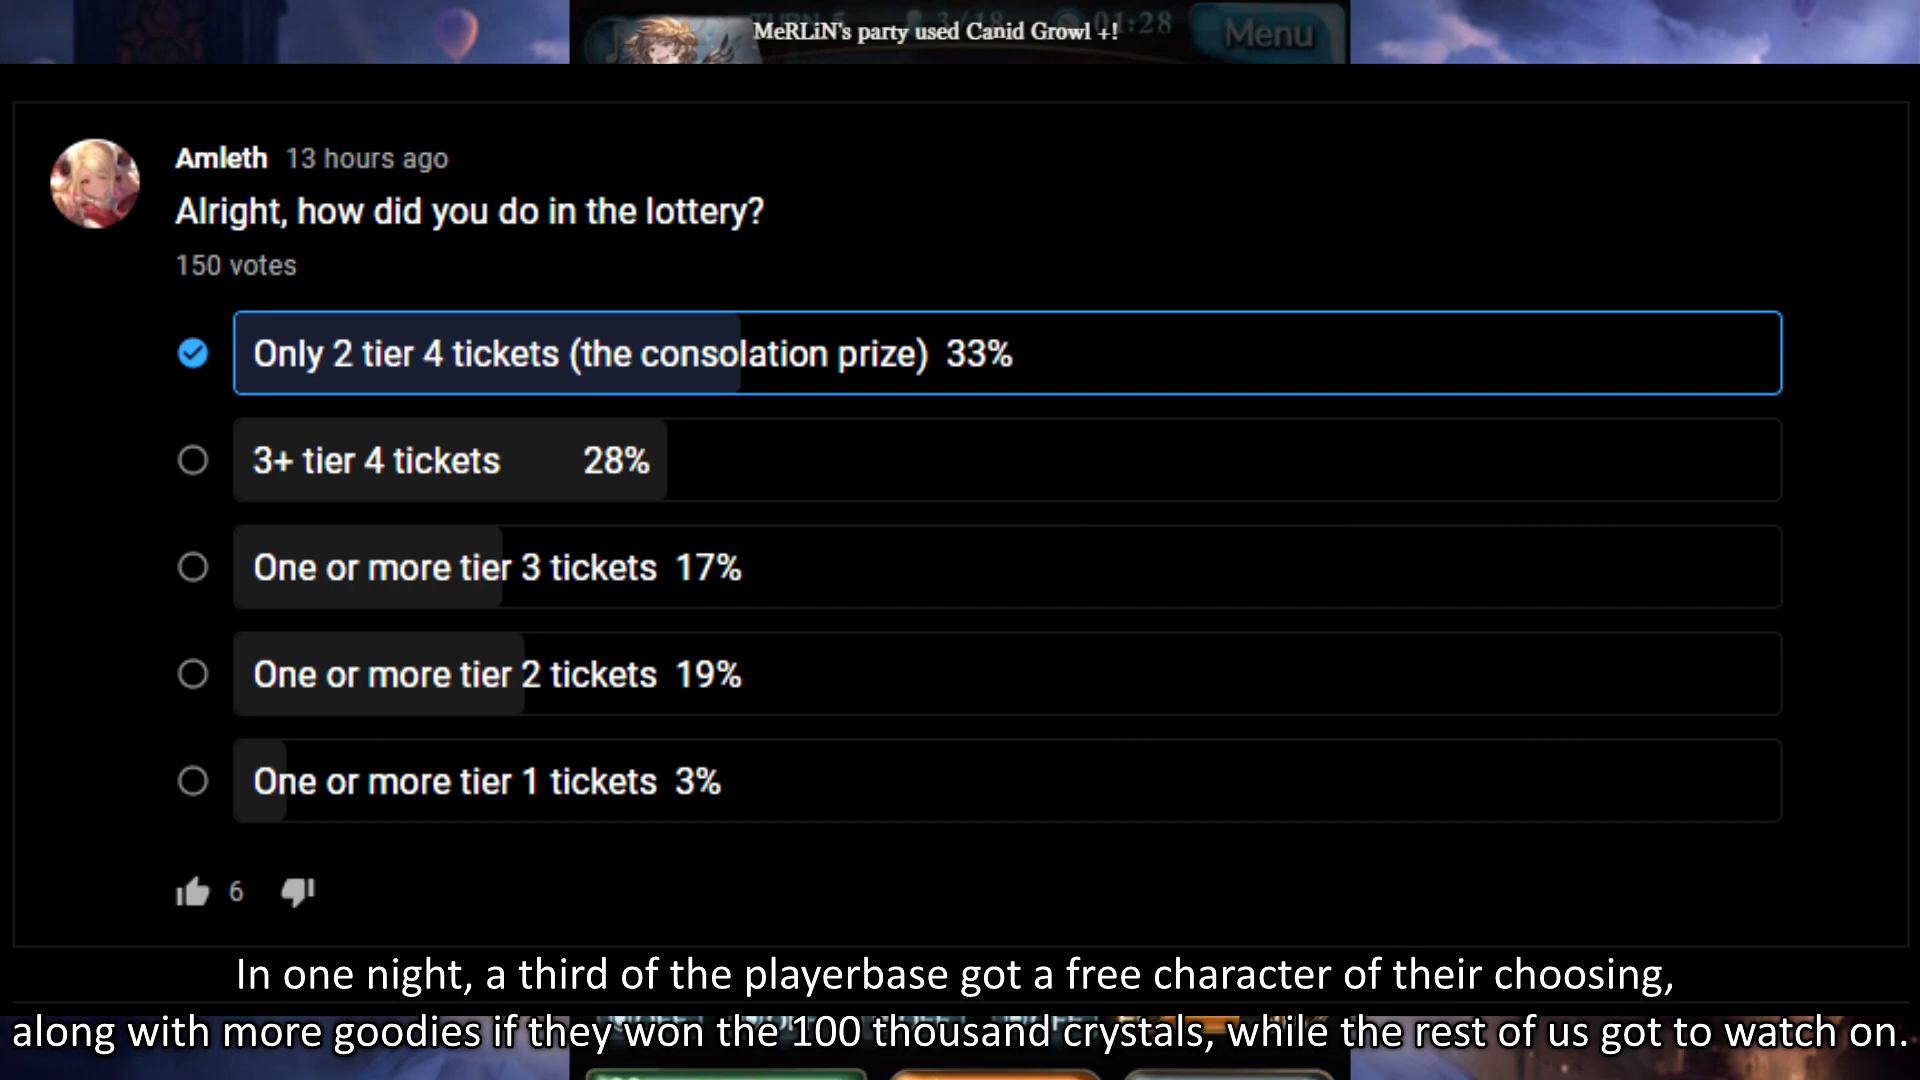 MeRLiN's party used Canid Growl +!
:28
Menu
Amleth 13 hours ago
Alright, how did you do in the lottery?
150 votes
Only 2 tier 4 tickets (the consolation prize) 33%
3+ tier 4 tickets 28%
One or more tier 3 tickets 17%
One or more tier 2 tickets 19%
One or more tier 1 tickets 3%
6
In one night, a third of the playerbase got a free character of their choosing,
along with more goodies if they won the 100 thousand crystals, while the rest of us got to watch on.